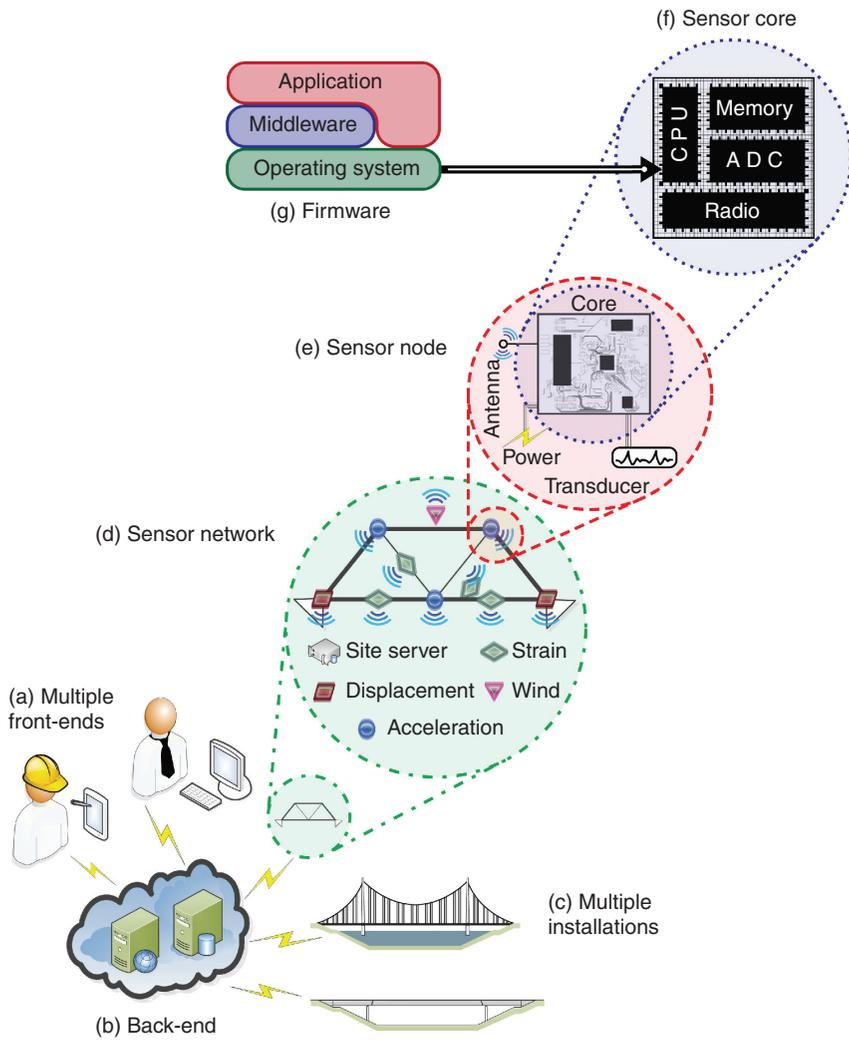 (f) Sensor core
Application
Middleware
Operating system
(g) Firmware
CPU
Memory
ADC
Radio
Core
(e) Sensor node
Antenna
Power
Transducer
(d) Sensor network
Site server
Strain
Displacement
Wind
Acceleration
(a) Multiple
front-ends
(c) Multiple
installations
(b) Back-end